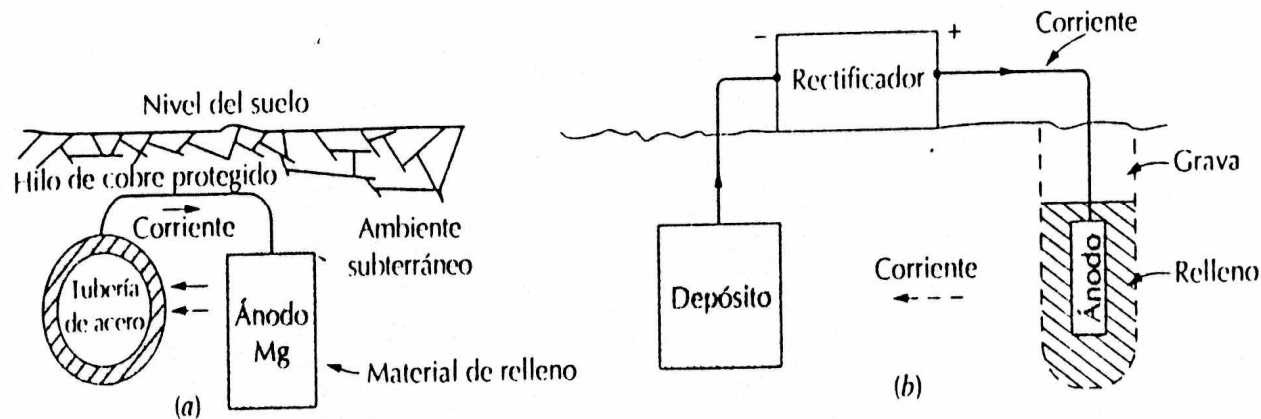 Nivel del suelo
Hilo de cobre protegido
Corriente
Ambiente
subterráneo
Tubería
de acero
Ánodo
Mg
Material de relleno
(a)
Corriente
-
+
Rectificador
Grava
Depósito
Corriente
Ánodo
Relleno
(b)